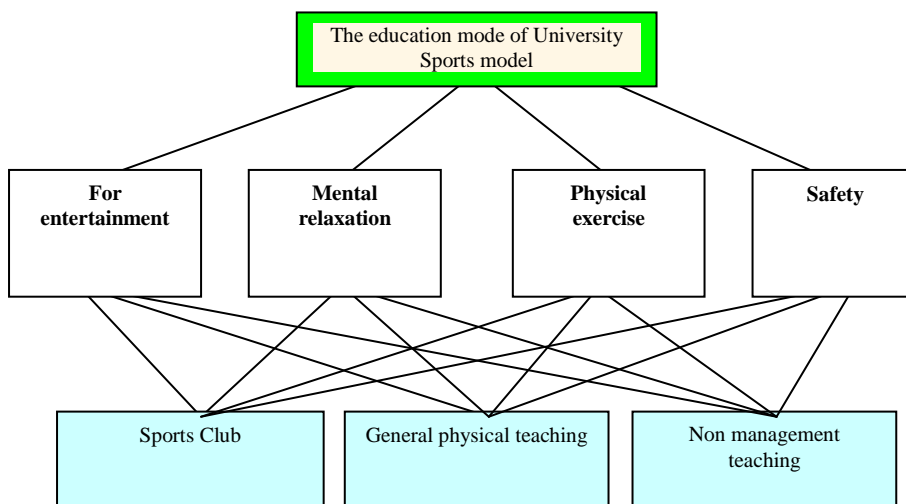 The education mode of University
Sports model
For
entertainment
Mental
relaxation
Physical
exercise
Safety
Sports Club
General physical teaching
Non management
teaching